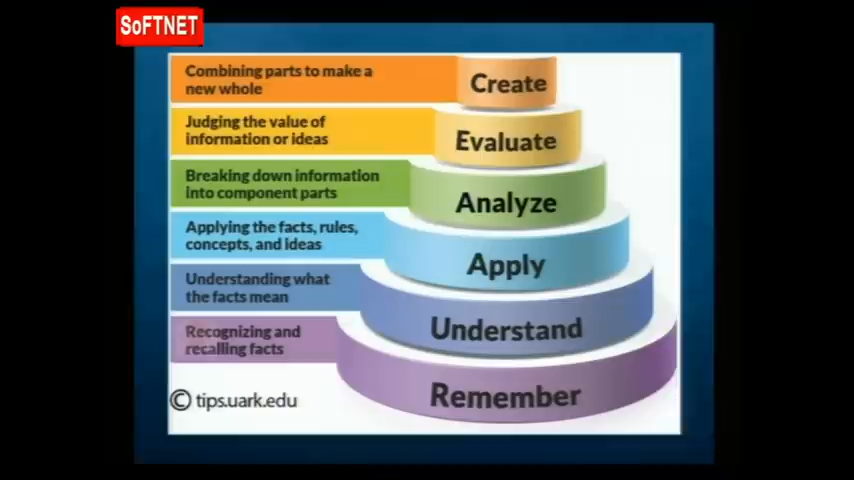 SoFTNET
Combining parts to make a
new whole
Create
Judging the value of
information or ideas
Evaluate
Breaking down information
into component parts
Analyze
Applying the facts, rules,
concepts, and ideas
Apply
Understanding what
the facts mean
Understand
Recognizing and
recalling facts
Remember
© tips.uark.edu